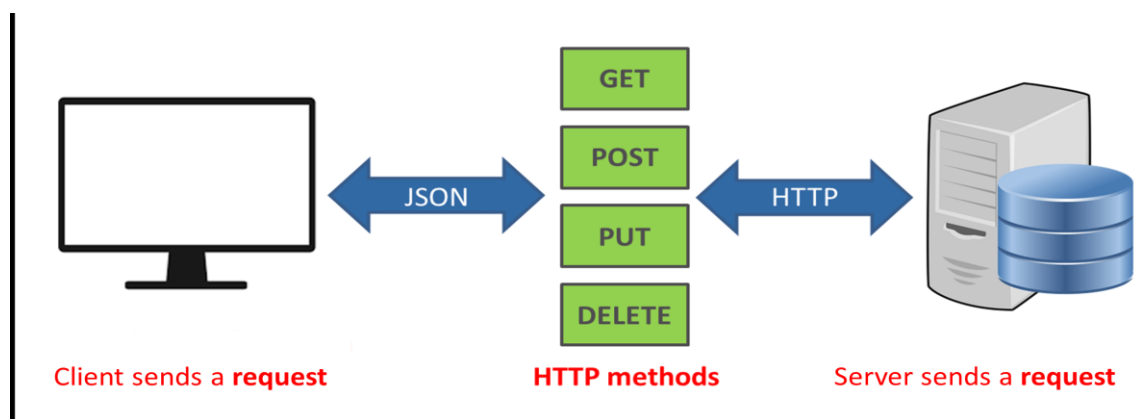 GET
POST
JSON
HTTP
PUT
DELETE
Client sends a request
HTTP methods
Server sends a request